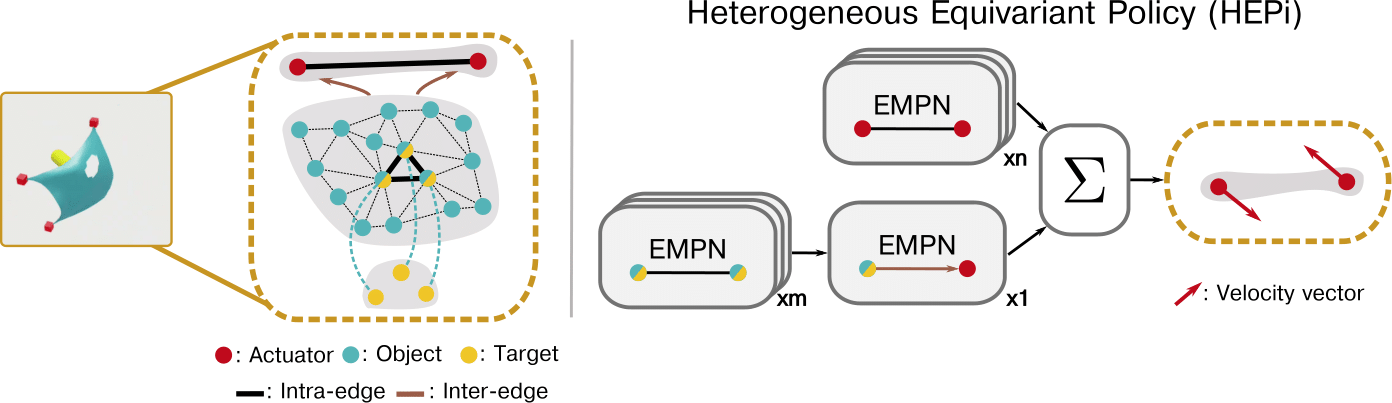 Heterogeneous Equivariant Policy (HEPi)
EMPN
xn
Σ
EMPN
xm
EMPN
x1
: Velocity vector
: Actuator : Object : Target
: Intra-edge : Inter-edge